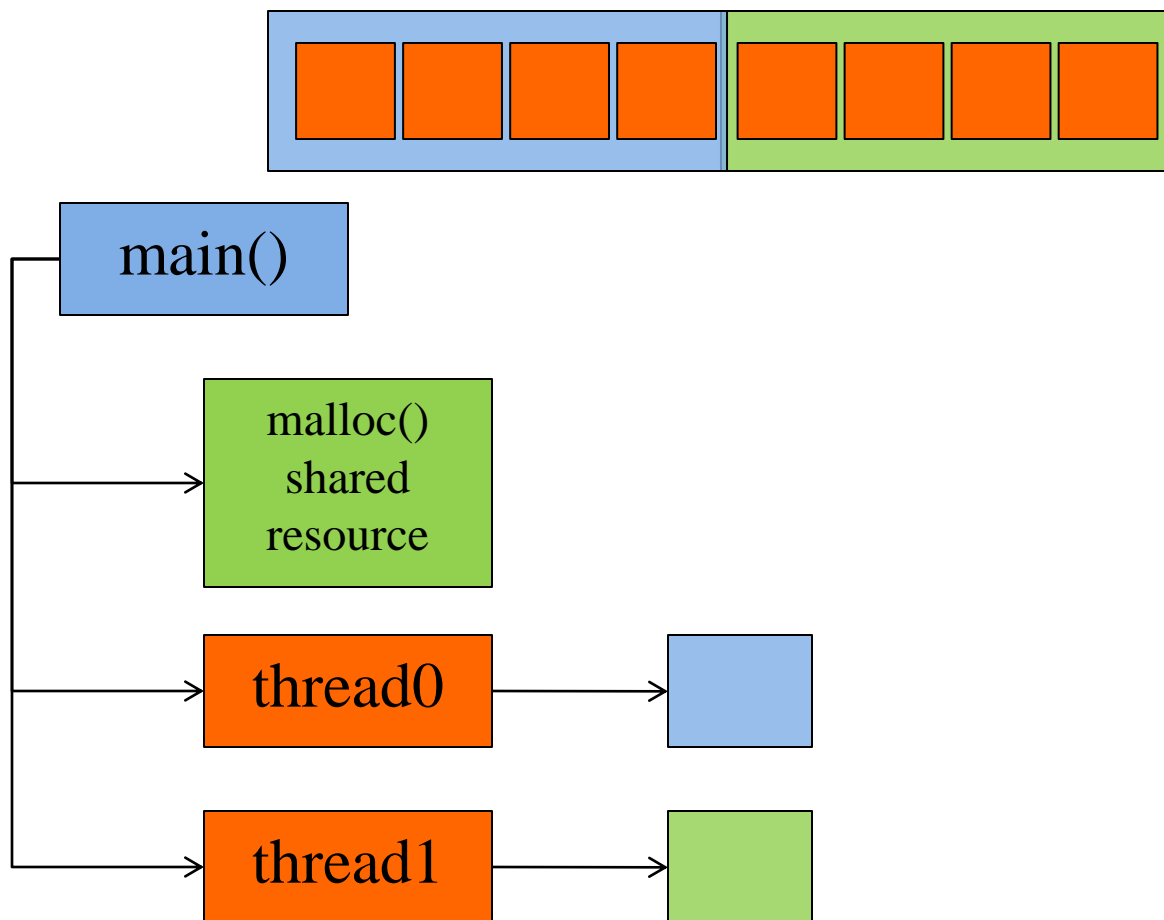 main()
malloc()
shared
resource
thread0
thread1